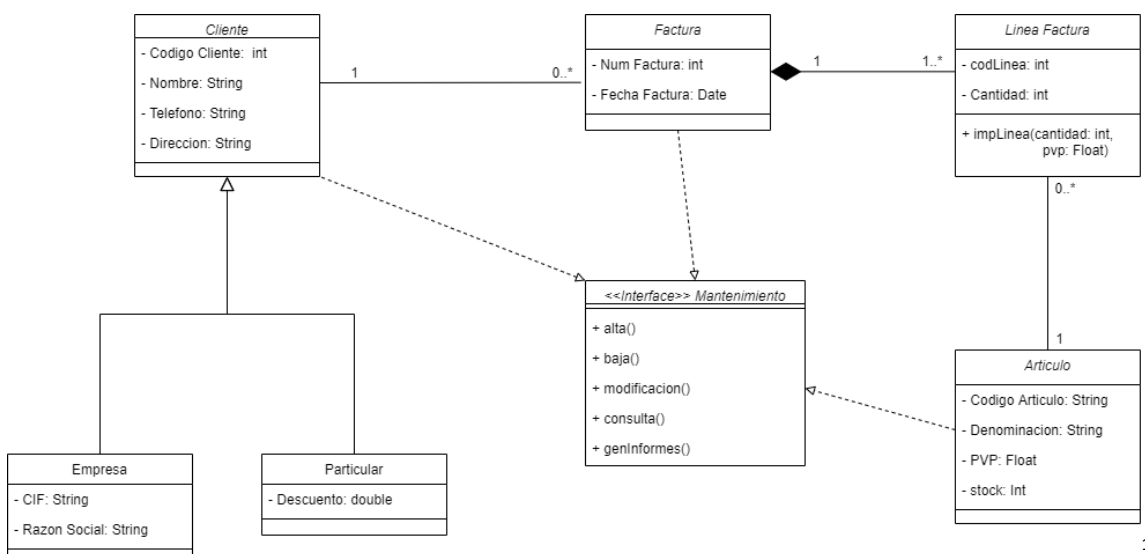 Cliente
- Codigo Cliente: int
- Nombre: String
- Telefono: String
- Direccion: String
1
0..*
Factura
- Num Factura: int
- Fecha Factura: Date
1
1..*
Linea Factura
- codLinea: int
- Cantidad: int
+ impLinea(cantidad: int,
pvp: Float)
0..*
1
<<Interface>> Mantenimiento
+ alta()
+ baja()
+ modificacion()
+ consulta()
+ genInformes()
Articulo
- Codigo Articulo: String
- Denominacion: String
- PVP: Float
- stock: Int
Empresa
- CIF: String
- Razon Social: String
Particular
- Descuento: double